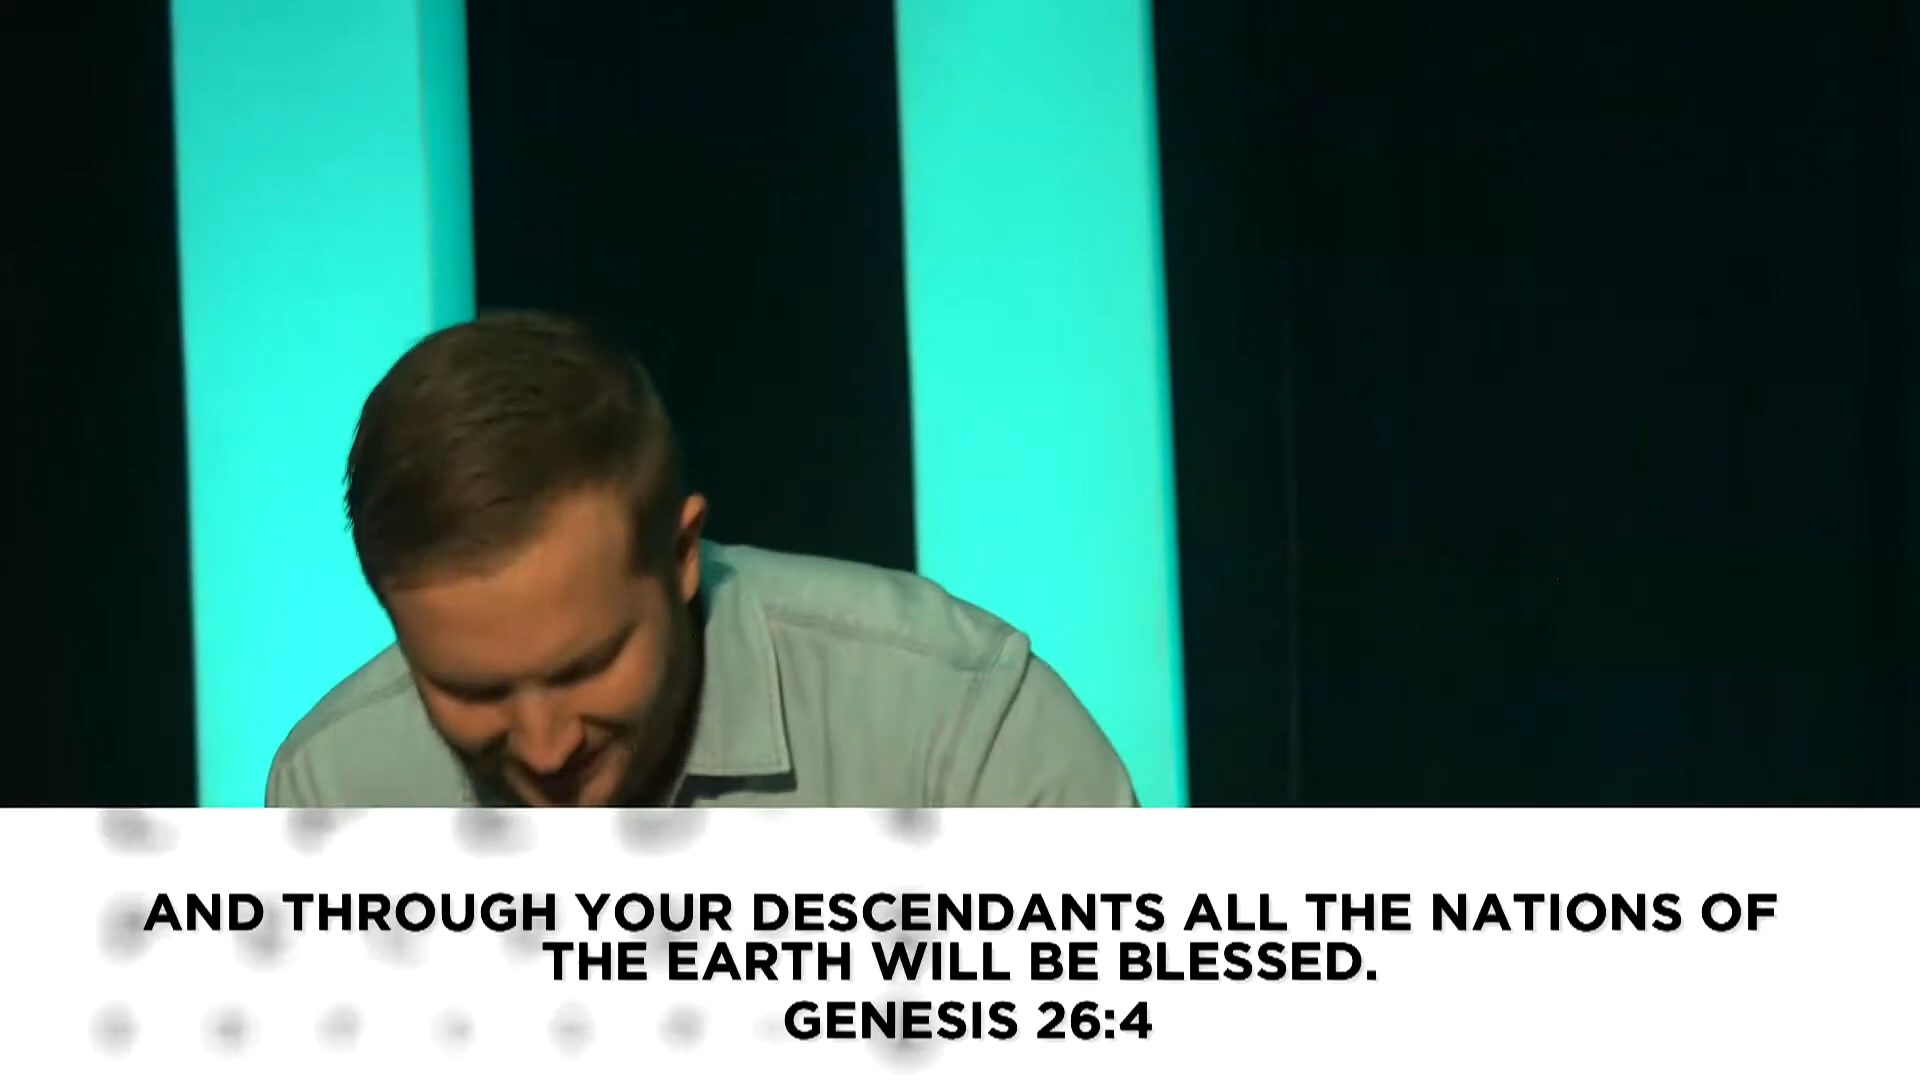 AND THROUGH YOUR DESCENDANTS ALL THE NATIONS OF
THE EARTH WILL BE BLESSED.
GENESIS 26:4